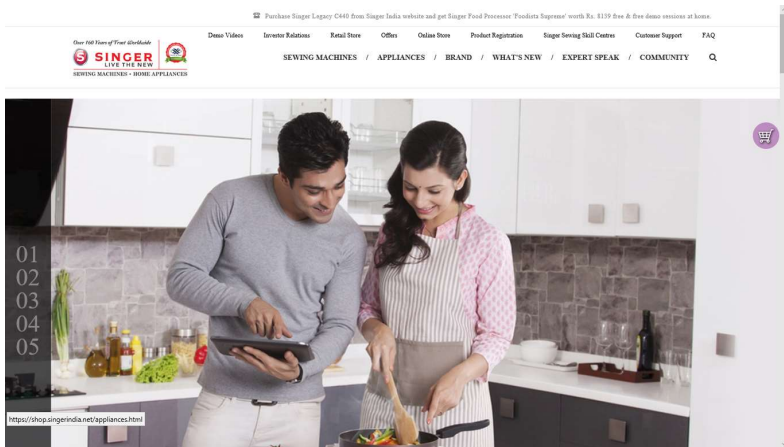 Purchase Singer Legacy C440 from Singer India website and get Singer Food Processor 'Foodista Supreme' worth Rs. 8159 free & free demo sessions at home.
Demo Videos Investor Relations Retail Store Offers Online Store Product Registration Singer Sewing Skill Centres Customer Support FAQ
Over 160 Years of Trust Worldwide
S SINGER
LIVE THE NEW
SEWING MACHINES • HOME APPLIANCES
SEWING MACHINES / APPLIANCES / BRAND / WHAT'S NEW / EXPERT SPEAK / COMMUNITY
01
02
03
04
05
https://shop.singerindia.net/appliances.html